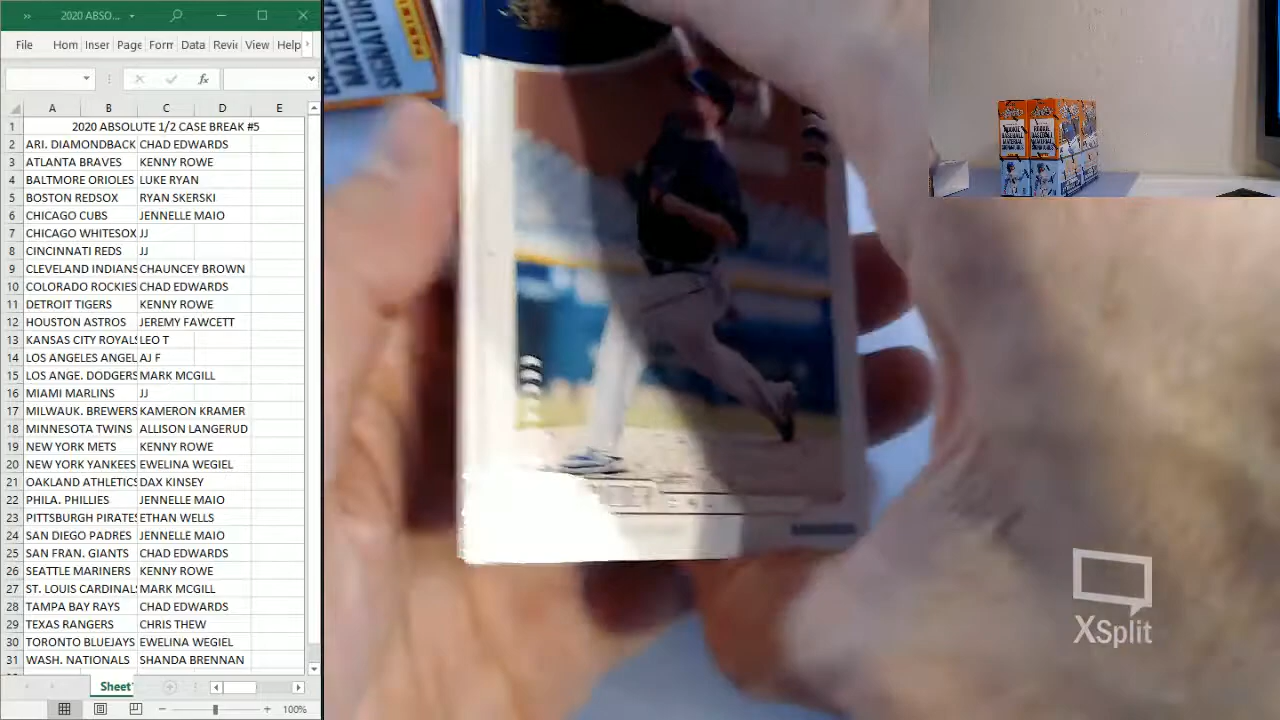 2020 ABSO...
File Hom Inser Page Form Data Revie View Help
fx
A B C D E
1 2020 ABSOLUTE 1/2 CASE BREAK #5
2 ARI. DIAMONDBACK CHAD EDWARDS
3 ATLANTA BRAVES KENNY ROWE
4 BALTMORE ORIOLES LUKE RYAN
5 BOSTON REDSOX RYAN SKERSKI
6 CHICAGO CUBS JENNELLE MAIO
7 CHICAGO WHITESOX JJ
8 CINCINNATI REDS JJ
9 CLEVELAND INDIANS CHAUNCEY BROWN
10 COLORADO ROCKIES CHAD EDWARDS
11 DETROIT TIGERS KENNY ROWE
12 HOUSTON ASTROS JEREMY FAWCETT
13 KANSAS CITY ROYALS LEO T
14 LOS ANGELES ANGEL AJ F
15 LOS ANGE. DODGERS MARK MCGILL
16 MIAMI MARLINS JJ
17 MILWAUK. BREWERS KAMERON KRAMER
18 MINNESOTA TWINS ALLISON LANGERUD
19 NEW YORK METS KENNY ROWE
20 NEW YORK YANKEES EWELINA WEGIEL
21 OAKLAND ATHLETICS DAX KINSEY
22 PHILA. PHILLIES JENNELLE MAIO
23 PITTSBURGH PIRATES ETHAN WELLS
24 SAN DIEGO PADRES JENNELLE MAIO
25 SAN FRAN. GIANTS CHAD EDWARDS
26 SEATTLE MARINERS KENNY ROWE
27 ST. LOUIS CARDINALS MARK MCGILL
28 TAMPA BAY RAYS CHAD EDWARDS
29 TEXAS RANGERS CHRIS THEW
30 TORONTO BLUEJAYS EWELINA WEGIEL
31 WASH. NATIONALS SHANDA BRENNAN
Sheet1
100%
MATERIAL
SIGNATU
PANINI
ROOKIE
BASEBALL
MATERIAL
SIGNATURES
XSplit